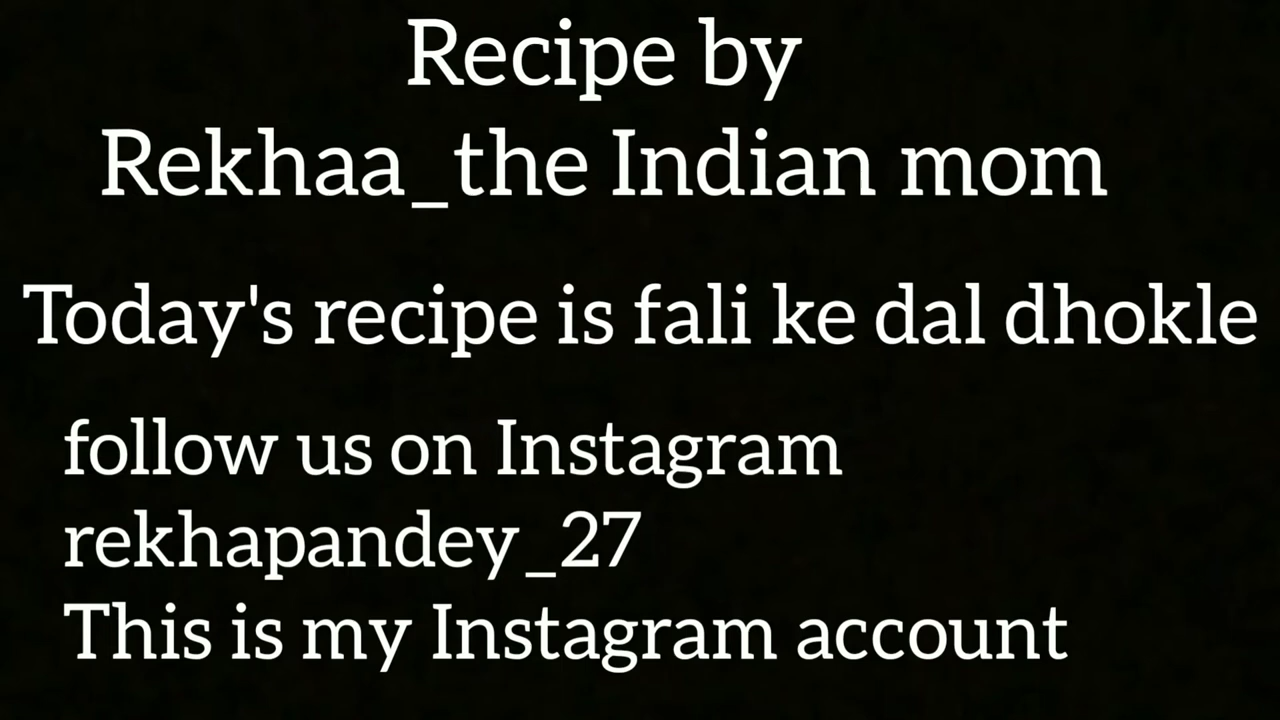 Recipe by
Rekhaa_the Indian mom
Today's recipe is fali ke dal dhokle
follow us on Instagram
rekhapandey_27
This is my Instagram account